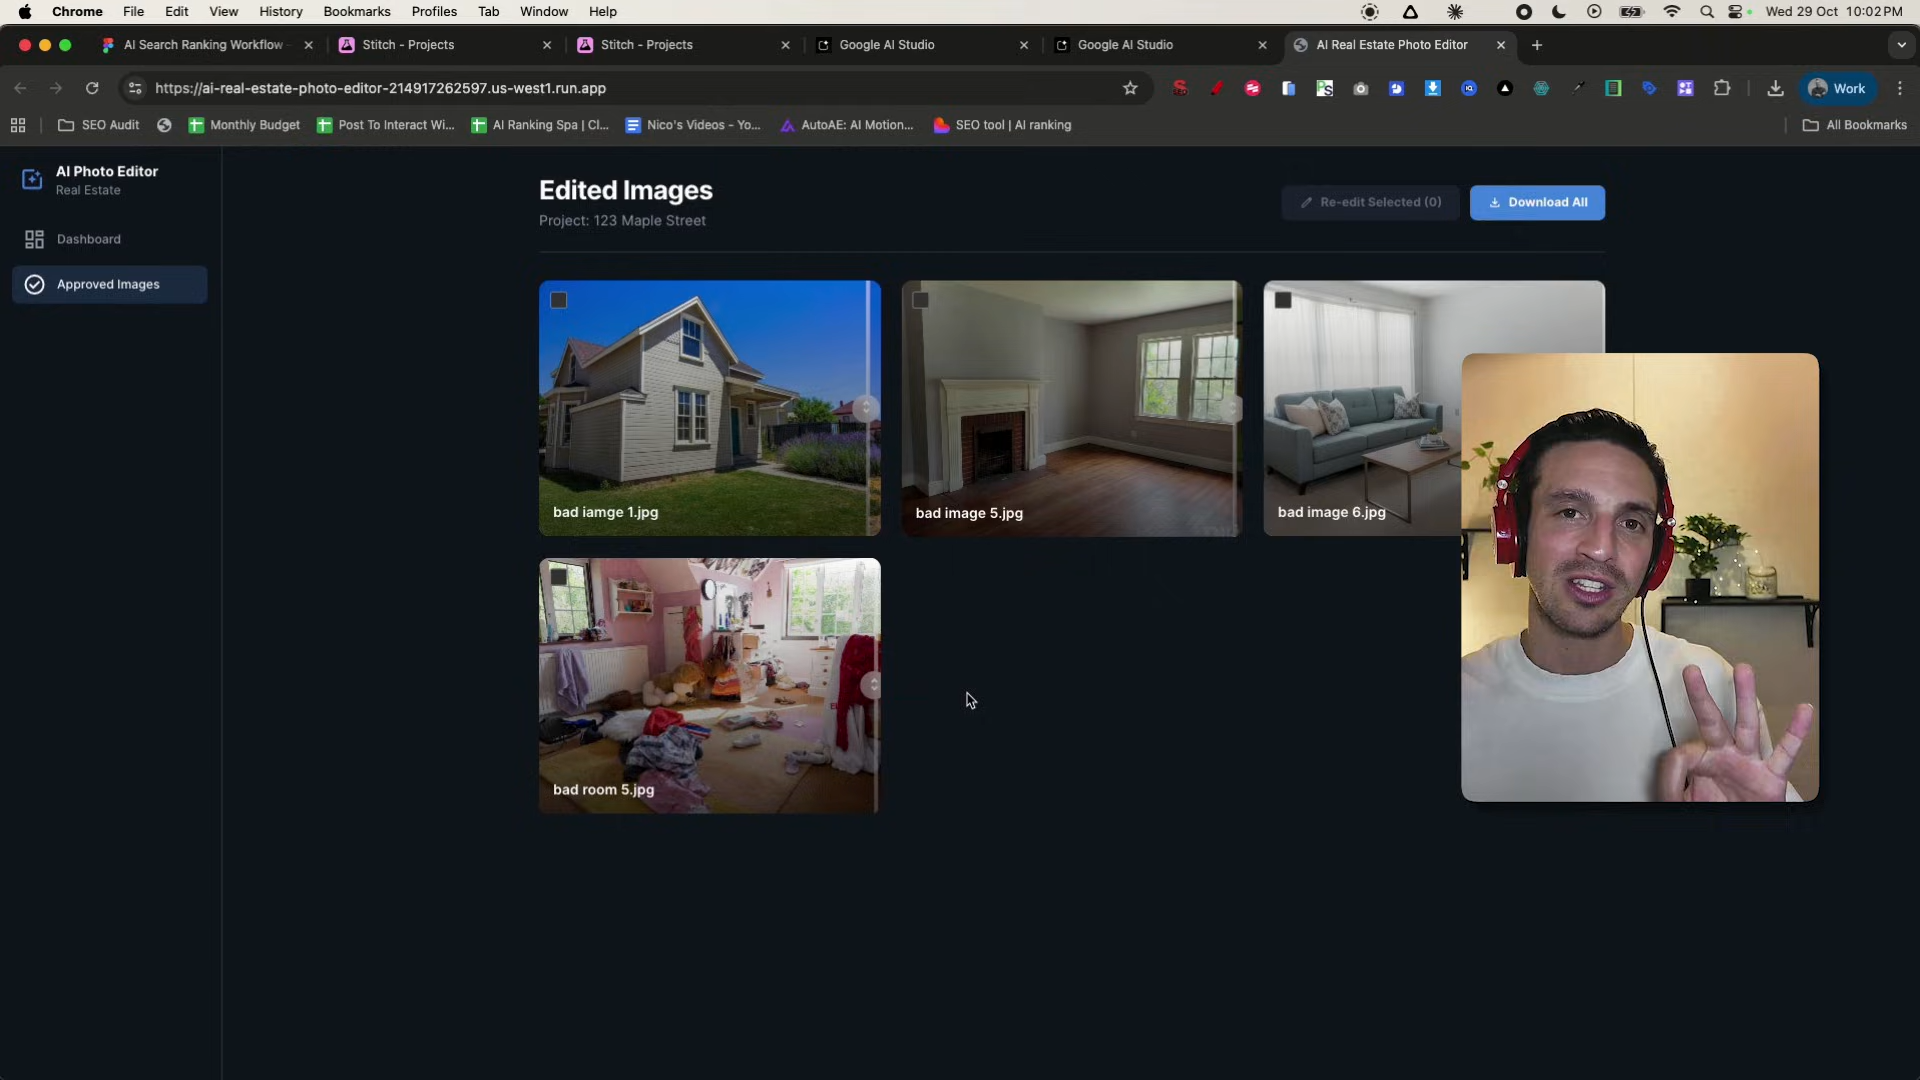 Chrome File Edit View History Bookmarks Profiles Tab Window Help Wed 29 Oct 10:02 PM
AI Search Ranking Workflow Stitch - Projects Stitch - Projects Google AI Studio Google AI Studio AI Real Estate Photo Editor
https://ai-real-estate-photo-editor-214917262597.us-west1.run.app Work
SEO Audit Monthly Budget Post To Interact Wi... AI Ranking Spa | Cl... Nico's Videos - Yo... AutoAE: AI Motion... SEO tool | AI ranking All Bookmarks
AI Photo Editor
Real Estate
Dashboard
Approved Images
Edited Images
Project: 123 Maple Street
Re-edit Selected (0)
Download All
bad iamge 1.jpg
bad image 5.jpg
bad image 6.jpg
bad room 5.jpg